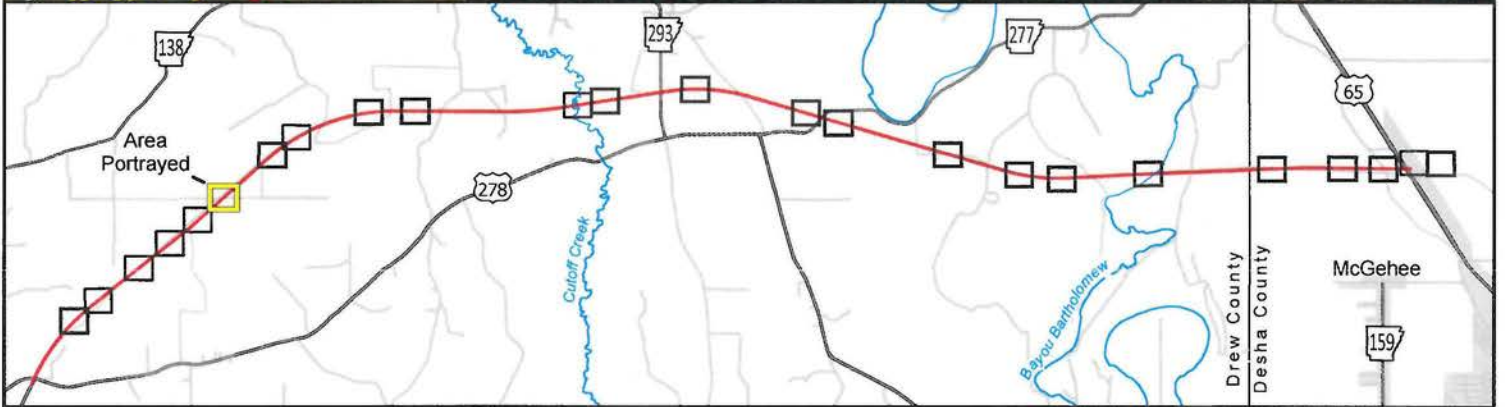 138
293
277
65
Area
Portrayed
278
Cutoff Creek
Bayou Bartholomew
Drew County
Desha County
McGehee
159